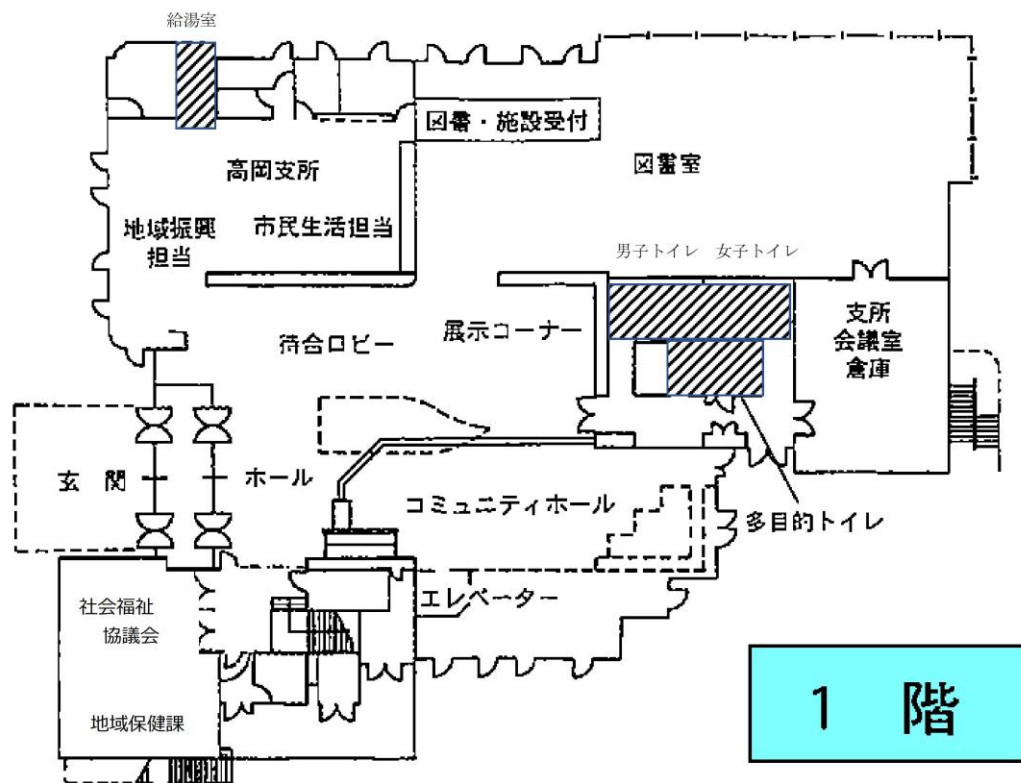 給湯室
図書・施設受付
高岡支所
図書室
地域振興
担当
市民生活担当
男子トイレ 女子トイレ
支所
会議室
倉庫
展示コーナー
待合ロビー
玄関
ホール
コミュニティホール
多目的トイレ
エレベーター
社会福祉
協議会
地域保健課
1 階